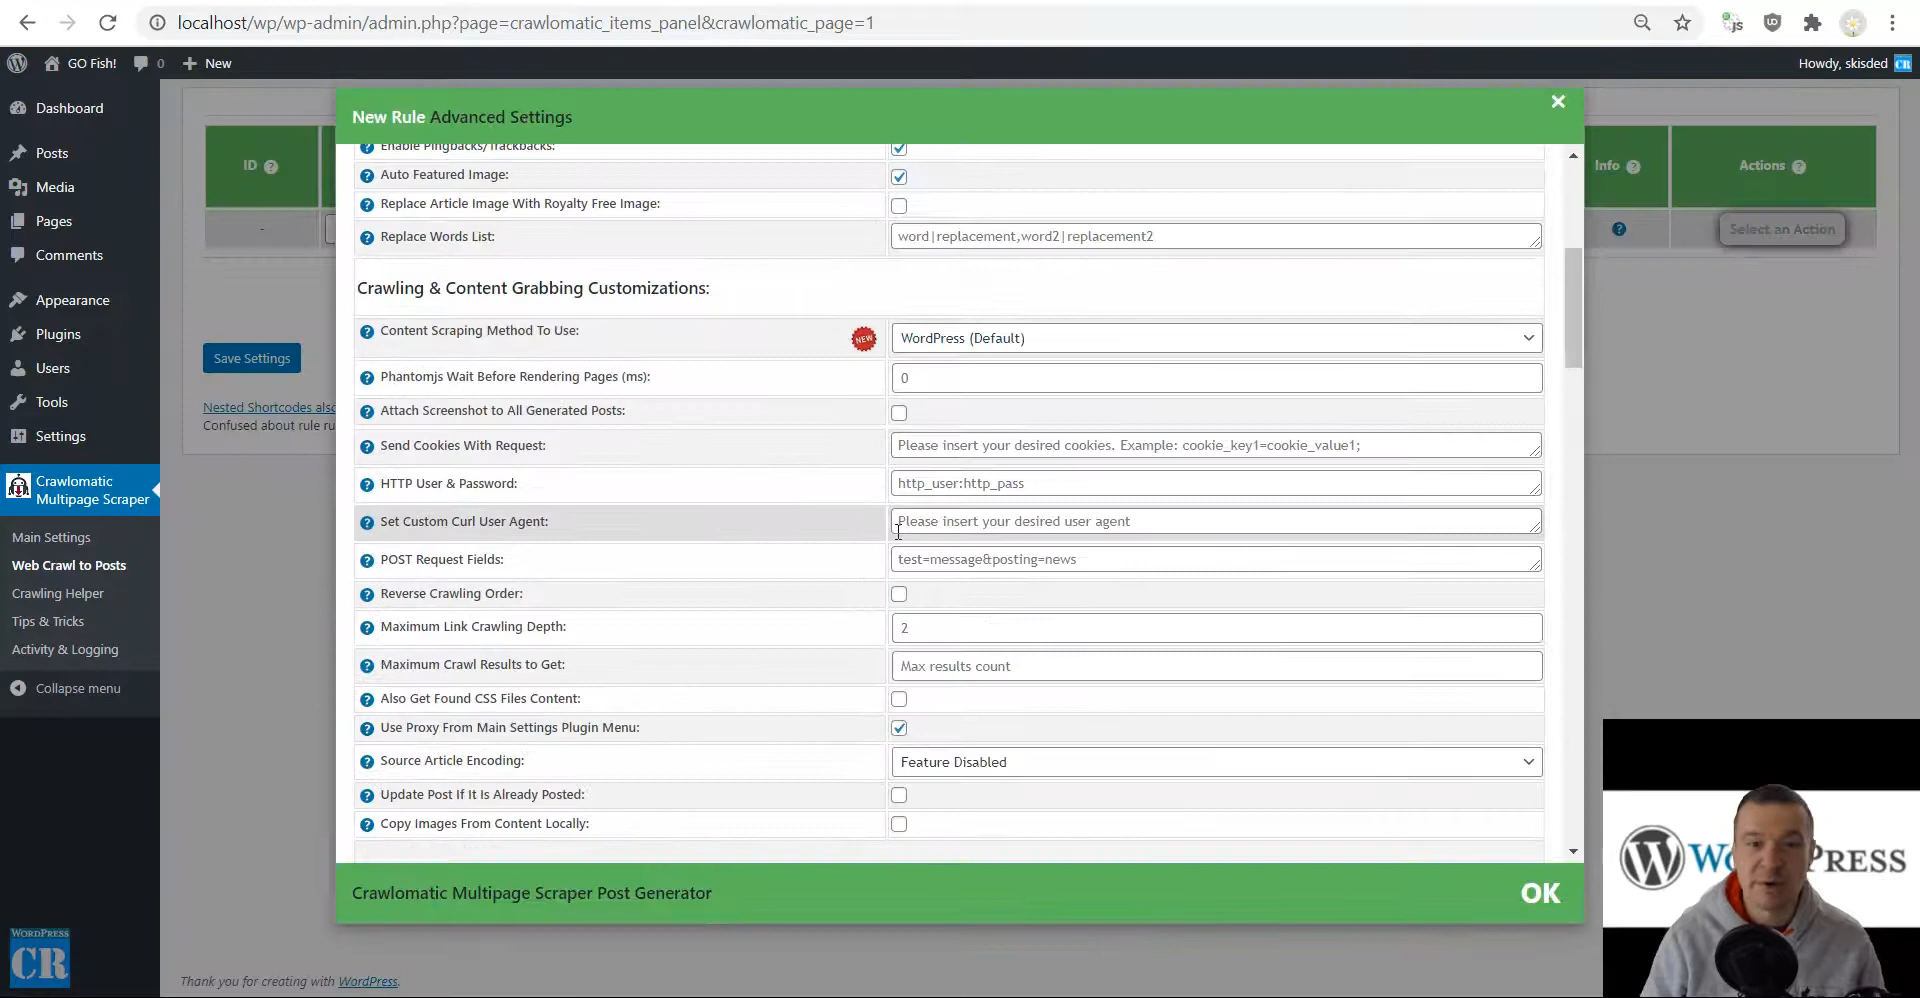 localhost/wp/wp-admin/admin.php?page=crawlomatic_items_panel&crawlomatic_page=1
GO Fish! 0 New
Howdy, skisded
Dashboard
Posts
Media
Pages
Comments
Appearance
Plugins
Users
Tools
Settings
Crawlomatic
Multipage Scraper
Main Settings
Web Crawl to Posts
Crawling Helper
Tips & Tricks
Activity & Logging
Collapse menu
WORDPRESS
CR
ID
-
Save Settings
Nested Shortcodes also
Confused about rule ru
Thank you for creating with WordPress.
Info
Actions
Select an Action
New Rule Advanced Settings
Enable Pingbacks/Trackbacks:
Auto Featured Image:
Replace Article Image With Royalty Free Image:
Replace Words List: word|replacement,word2|replacement2
Crawling & Content Grabbing Customizations:
Content Scraping Method To Use: NEW WordPress (Default)
Phantomjs Wait Before Rendering Pages (ms): 0
Attach Screenshot to All Generated Posts:
Send Cookies With Request: Please insert your desired cookies. Example: cookie_key1=cookie_value1;
HTTP User & Password: http_user:http_pass
Set Custom Curl User Agent: Please insert your desired user agent
POST Request Fields: test=message&posting=news
Reverse Crawling Order:
Maximum Link Crawling Depth: 2
Maximum Crawl Results to Get: Max results count
Also Get Found CSS Files Content:
Use Proxy From Main Settings Plugin Menu:
Source Article Encoding: Feature Disabled
Update Post If It Is Already Posted:
Copy Images From Content Locally:
Crawlomatic Multipage Scraper Post Generator
OK